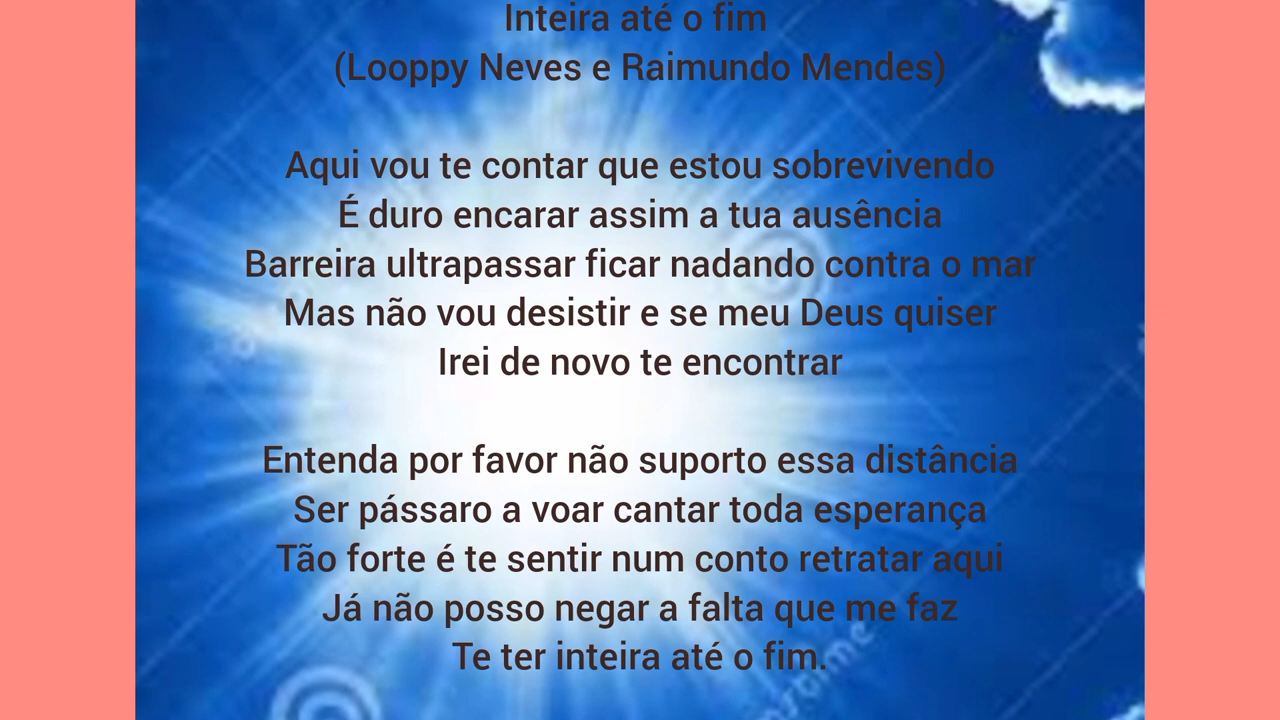 Inteira até o fim
(Looppy Neves e Raimundo Mendes)
Aqui vou te contar que estou sobrevivendo
É duro encarar assim a tua ausência
Barreira ultrapassar ficar nadando contra o mar
Mas não vou desistir e se meu Deus quiser
Irei de novo te encontrar
Entenda por favor não suporto essa distância
Ser pássaro a voar cantar toda esperança
Tão forte é te sentir num conto retratar aqui
Já não posso negar a falta que me faz
Te ter inteira até o fim.